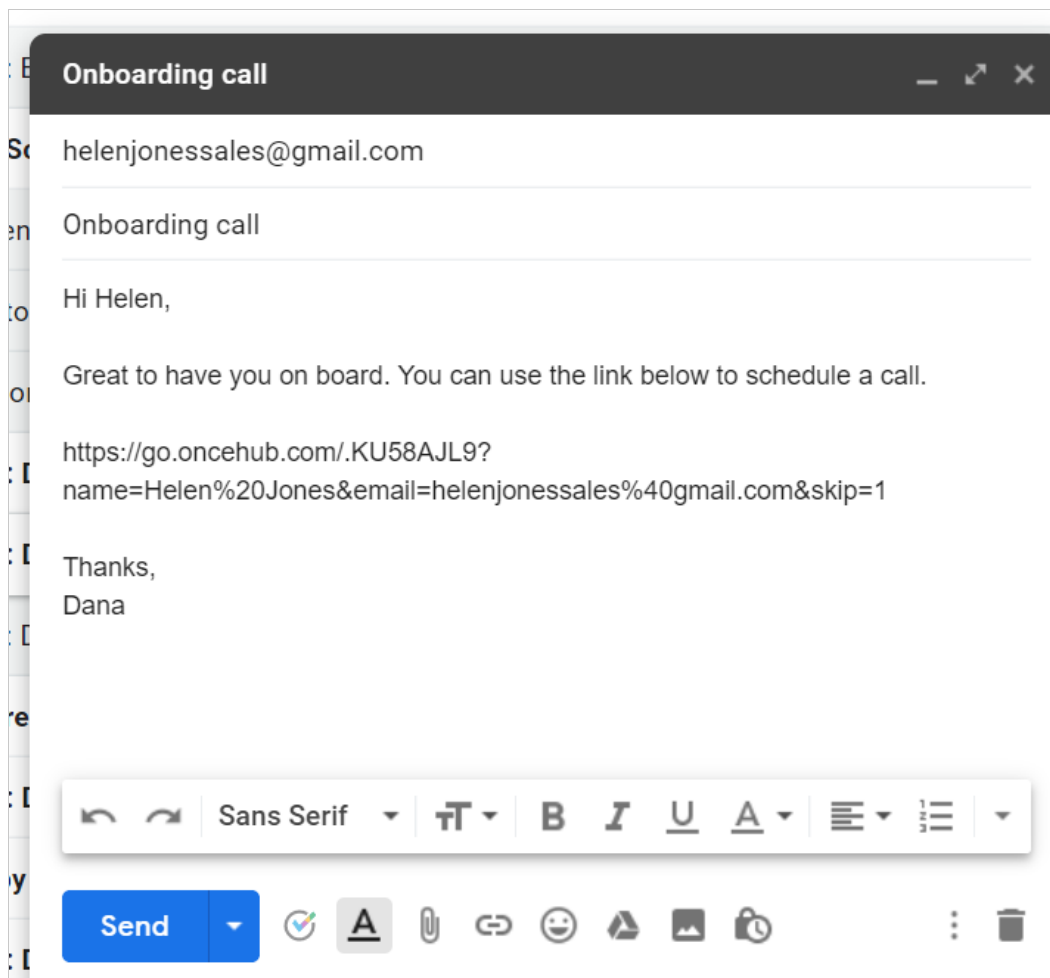 Onboarding call
helenjonessales@gmail.com
Onboarding call
Hi Helen,
Great to have you on board. You can use the link below to schedule a call.
https://go.oncehub.com/.KU58AJL9?
name=Helen%20Jones&email=helenjonessales%40gmail.com&skip=1
Thanks,
Dana
Sans Serif
Send